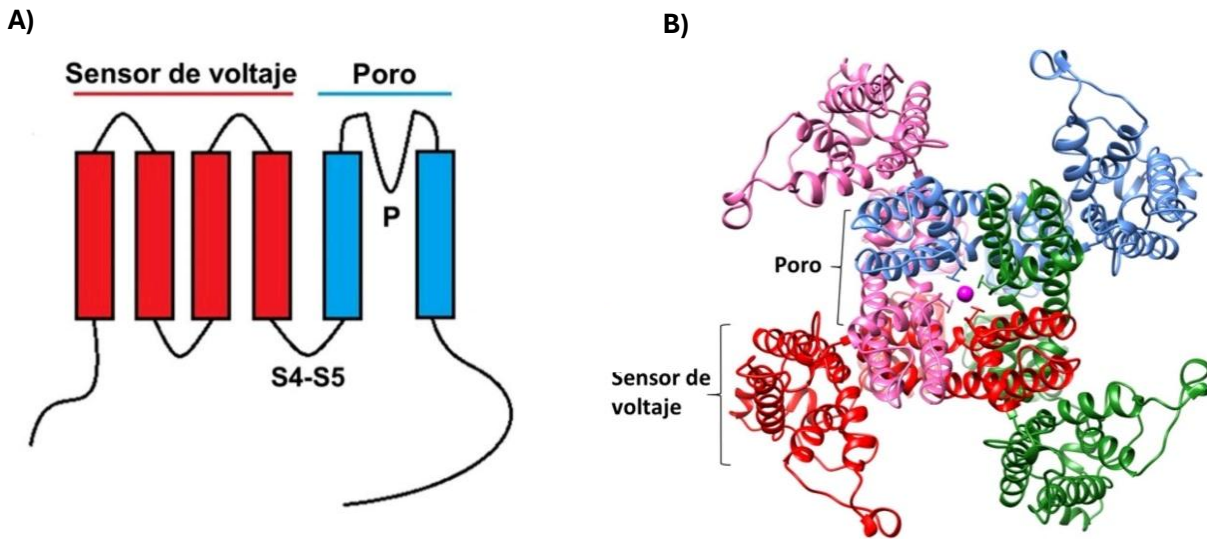 A)
Sensor de voltaje
Poro
P
S4-S5
B)
Poro
Sensor de
voltaje